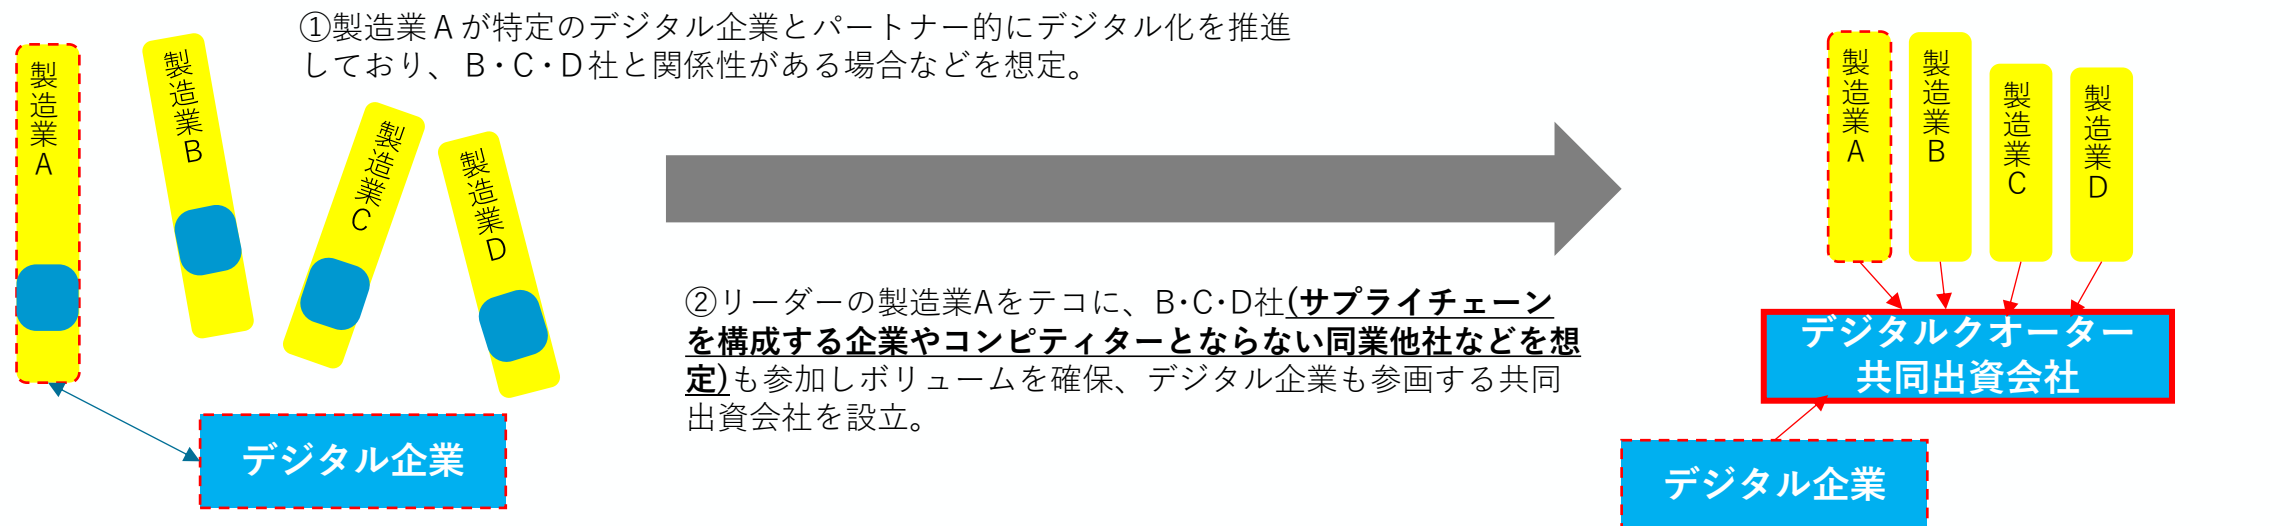 ①製造業Ａが特定のデジタル企業とパートナー的にデジタル化を推進
しており、Ｂ・Ｃ・Ｄ社と関係性がある場合などを想定。
製造業A
製造業B
製造業C
製造業D
デジタル企業
②リーダーの製造業Aをテコに、B・C・D社(サプライチェーン
を構成する企業やコンピティターとならない同業他社などを想
定)も参加しボリュームを確保、デジタル企業も参画する共同
出資会社を設立。
製造業A
製造業B
製造業C
製造業D
デジタルクオーター
共同出資会社
デジタル企業